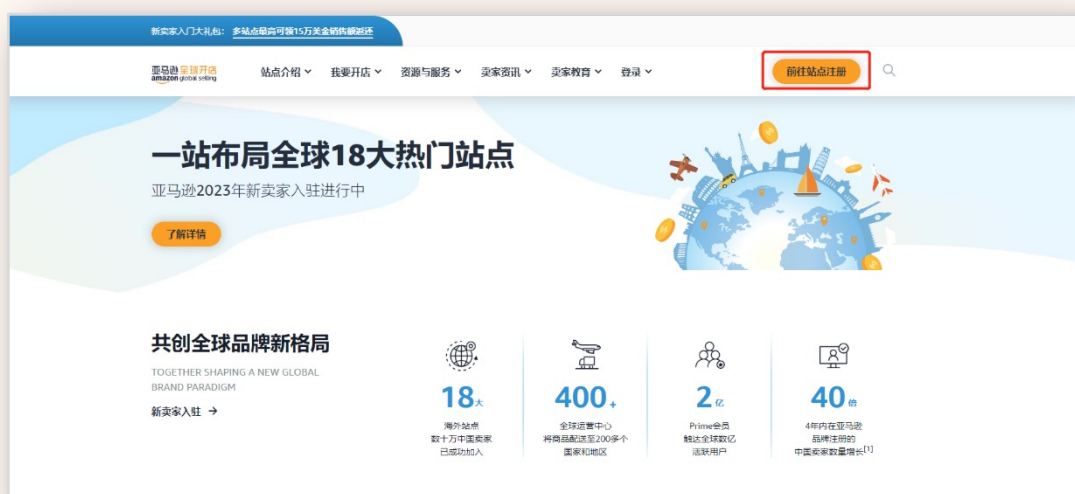 新卖家入门大礼包： 多站点最高可领15万美金销售额返还
亚马逊全球开店
amazon global selling
站点介绍 我要开店 资源与服务 卖家资讯 卖家教育 登录
前往站点注册
一站布局全球18大热门站点
亚马逊2023年新卖家入驻进行中
了解详情
共创全球品牌新格局
TOGETHER SHAPING A NEW GLOBAL
BRAND PARADIGM
新卖家入驻 →
18大
海外站点
数十万中国卖家
已成功加入
400+
全球运营中心
将商品配送至200多个
国家和地区
2亿
Prime会员
触达全球数亿
活跃用户
40倍
4年内在亚马逊
品牌注册的
中国卖家数量增长[1]